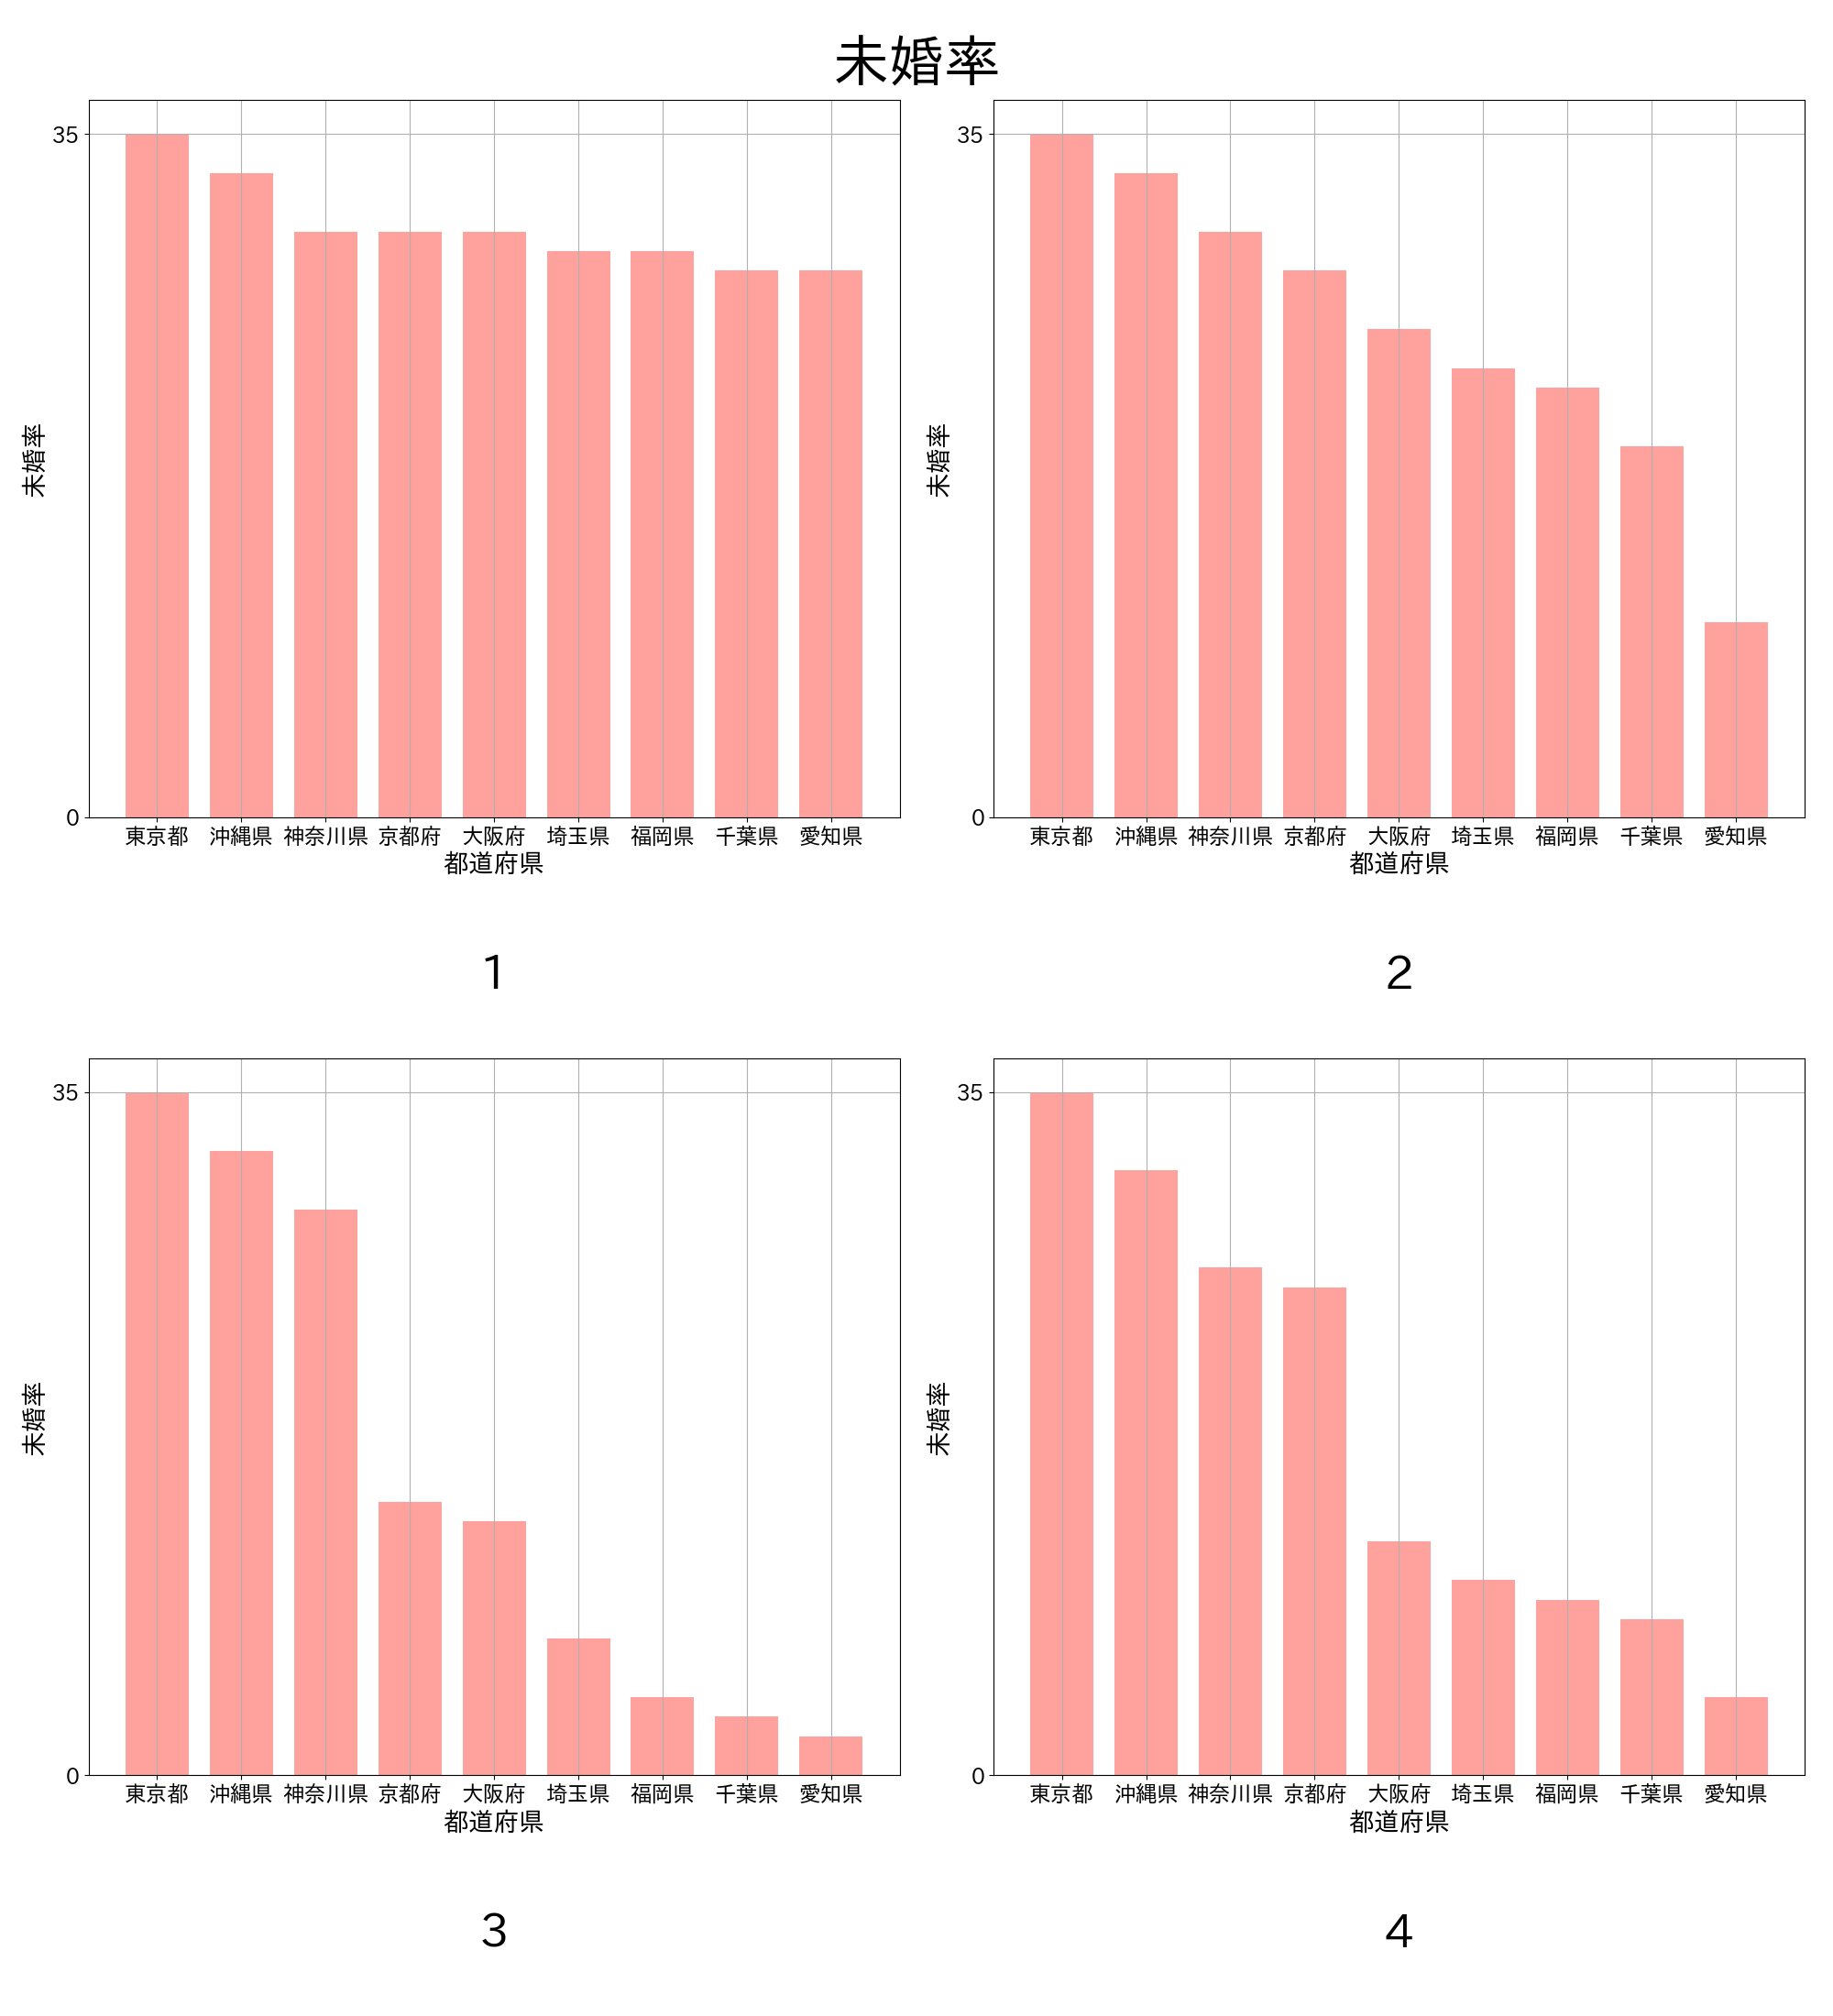 未婚率
35
0
未婚率
東京都 沖縄県 神奈川県 京都府 大阪府 埼玉県 福岡県 千葉県 愛知県
都道府県
1
35
0
未婚率
東京都 沖縄県 神奈川県 京都府 大阪府 埼玉県 福岡県 千葉県 愛知県
都道府県
2
35
0
未婚率
東京都 沖縄県 神奈川県 京都府 大阪府 埼玉県 福岡県 千葉県 愛知県
都道府県
3
35
0
未婚率
東京都 沖縄県 神奈川県 京都府 大阪府 埼玉県 福岡県 千葉県 愛知県
都道府県
4